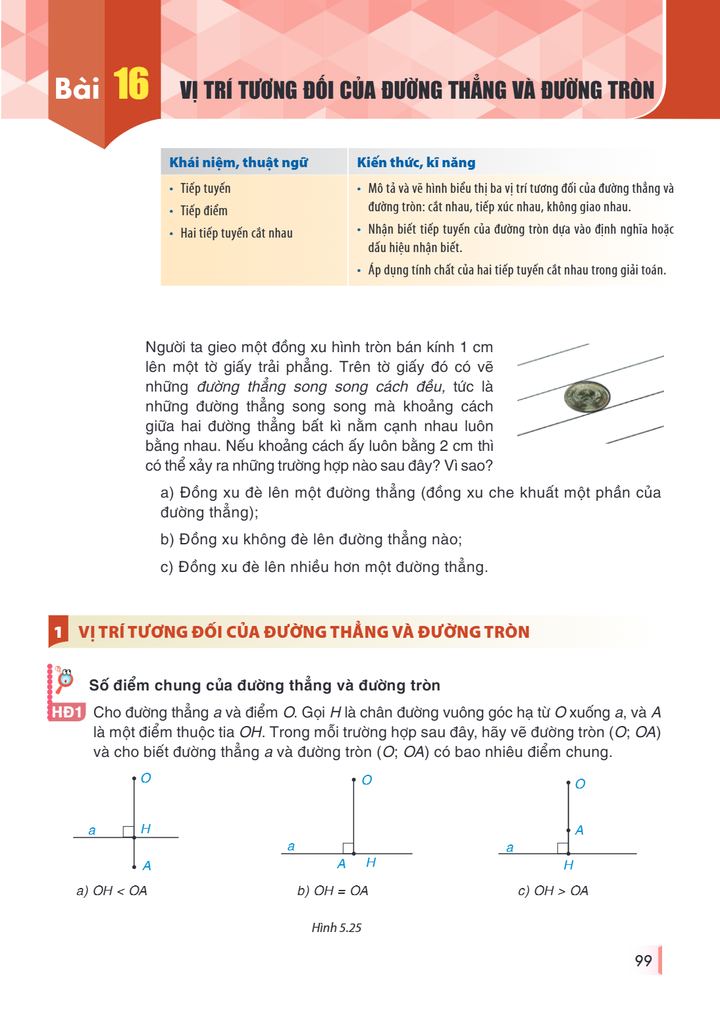 Bài 16 VỊ TRÍ TƯƠNG ĐỐI CỦA ĐƯỜNG THẲNG VÀ ĐƯỜNG TRÒN
Khái niệm, thuật ngữ
• Tiếp tuyến
• Tiếp điểm
• Hai tiếp tuyến cắt nhau
Kiến thức, kĩ năng
• Mô tả và vẽ hình biểu thị ba vị trí tương đối của đường thẳng và
đường tròn: cắt nhau, tiếp xúc nhau, không giao nhau.
• Nhận biết tiếp tuyến của đường tròn dựa vào định nghĩa hoặc
dấu hiệu nhận biết.
• Áp dụng tính chất của hai tiếp tuyến cắt nhau trong giải toán.
Người ta gieo một đồng xu hình tròn bán kính 1 cm
lên một tờ giấy trải phẳng. Trên tờ giấy đó có vẽ
những đường thẳng song song cách đều, tức là
những đường thẳng song song mà khoảng cách
giữa hai đường thẳng bất kì nằm cạnh nhau luôn
bằng nhau. Nếu khoảng cách ấy luôn bằng 2 cm thì
có thể xảy ra những trường hợp nào sau đây? Vì sao?
a) Đồng xu đè lên một đường thẳng (đồng xu che khuất một phần của
đường thẳng);
b) Đồng xu không đè lên đường thẳng nào;
c) Đồng xu đè lên nhiều hơn một đường thẳng.
1 VỊ TRÍ TƯƠNG ĐỐI CỦA ĐƯỜNG THẲNG VÀ ĐƯỜNG TRÒN
Số điểm chung của đường thẳng và đường tròn
HĐ1 Cho đường thẳng a và điểm O. Gọi H là chân đường vuông góc hạ từ O xuống a, và A
là một điểm thuộc tia OH. Trong mỗi trường hợp sau đây, hãy vẽ đường tròn (O; OA)
và cho biết đường thẳng a và đường tròn (O; OA) có bao nhiêu điểm chung.
O
a H
A
a) OH < OA
O
a
A H
b) OH = OA
O
A
a
H
c) OH > OA
Hình 5.25
99